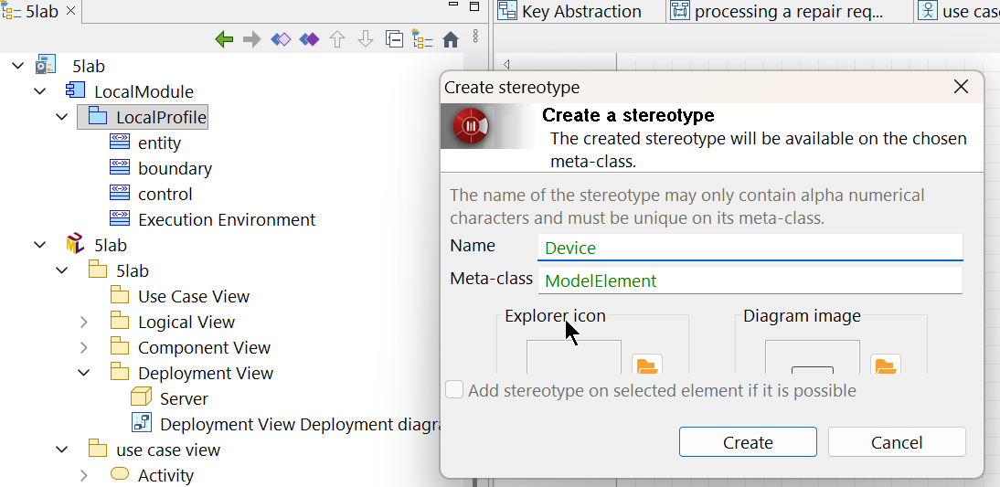 5lab
Key Abstraction
processing a repair req...
use cas
5lab
LocalModule
LocalProfile
entity
boundary
control
Execution Environment
5lab
5lab
Use Case View
Logical View
Component View
Deployment View
Server
Deployment View Deployment diagra
use case view
Activity
Create stereotype
Create a stereotype
The created stereotype will be available on the chosen
meta-class.
The name of the stereotype may only contain alpha numerical
characters and must be unique on its meta-class.
Name
Device
Meta-class
ModelElement
Explorer icon
Diagram image
Add stereotype on selected element if it is possible
Create
Cancel